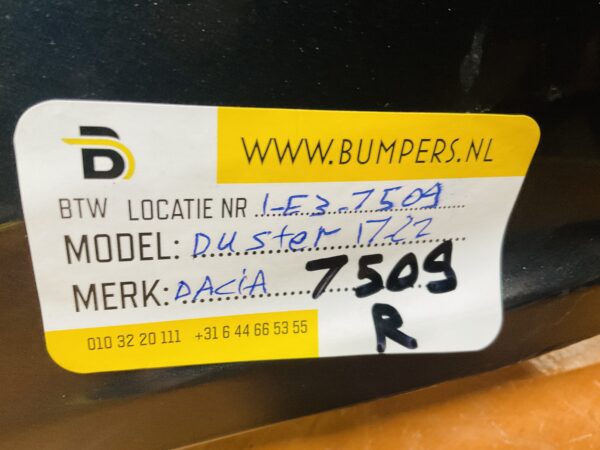 B
WWW.BUMPERS.NL
BTW LOCATIE NR 1-E3-7509
MODEL: Duster 17-22
MERK: DACiA 7509
R
010 32 20 111 +31 6 44 66 53 55